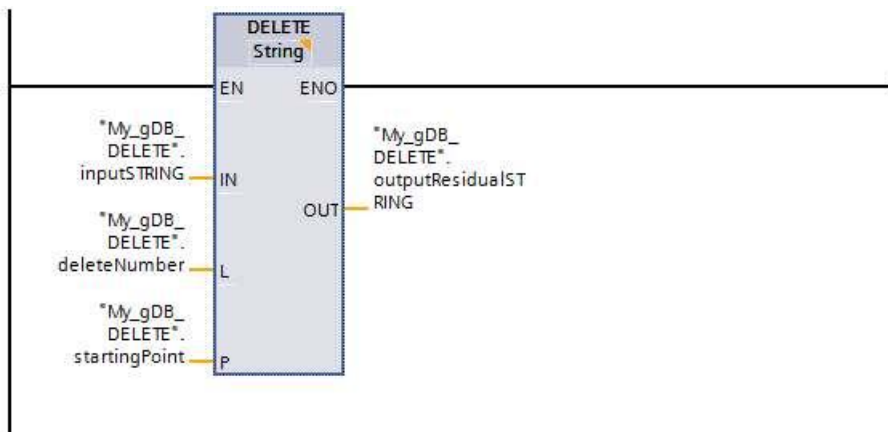 DELETE
String
EN ENO
"My_gDB_
DELETE".
inputSTRING
IN
"My_gDB_
DELETE".
outputResidualST
RING
OUT
"My_gDB_
DELETE".
deleteNumber
L
"My_gDB_
DELETE".
startingPoint
P